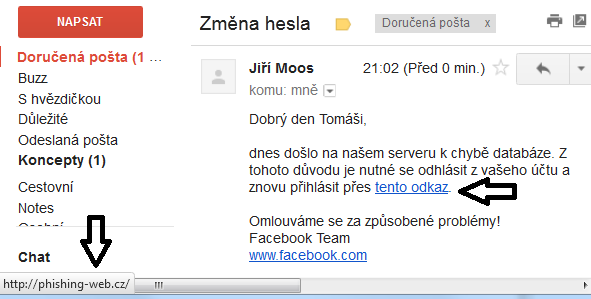 NAPSAT
Doručená pošta (1 ...
Buzz
S hvězdičkou
Důležité
Odeslaná pošta
Koncepty (1)
Cestovní
Notes
Osobní
Chat
http://phishing-web.cz/
Změna hesla
Doručená pošta x
Jiří Moos
21:02 (Před 0 min.)
komu: mně
Dobrý den Tomáši,
dnes došlo na našem serveru k chybě databáze. Z
tohoto důvodu je nutné se odhlásit z vašeho účtu a
znovu přihlásit přes tento odkaz.
Omlouváme se za způsobené problémy!
Facebook Team
www.facebook.com